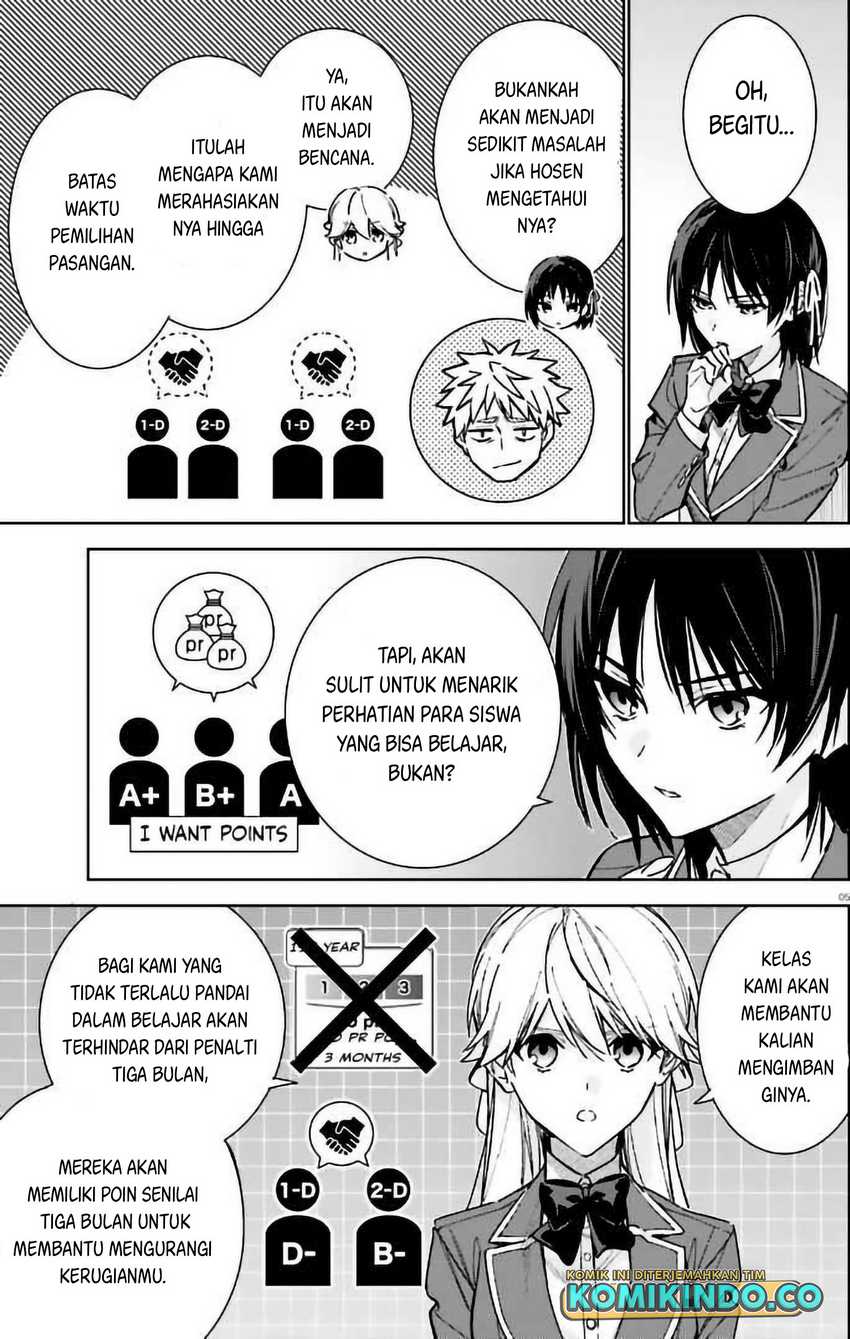 OH,
BEGITU...
BUKANKAH
AKAN MENJADI
SEDIKIT MASALAH
JIKA HOSEN
MENGETAHUI
NYA?
YA,
ITU AKAN
MENJADI
BENCANA.
ITULAH
MENGAPA KAMI
MERAHASIAKAN
NYA HINGGA
BATAS
WAKTU
PEMILIHAN
PASANGAN.
1-D
2-D
1-D
2-D
TAPI, AKAN
SULIT UNTUK MENARIK
PERHATIAN PARA SISWA
YANG BISA BELAJAR,
BUKAN?
pr
pr
pr
A+
B+
A
I WANT POINTS
05
KELAS
KAMI AKAN
MEMBANTU
KALIAN
MENGIMBAN
GINYA.
YEAR
1 2 3
3 MONTHS
BAGI KAMI YANG
TIDAK TERLALU PANDAI
DALAM BELAJAR AKAN
TERHINDAR DARI PENALTI
TIGA BULAN,
1-D
2-D
D-
B-
MEREKA AKAN
MEMILIKI POIN SENILAI
TIGA BULAN UNTUK
MEMBANTU MENGURANGI
KERUGIANMU.
KOMIK INI DITERJEMAHKAN TIM
KOMIKINDO.CO